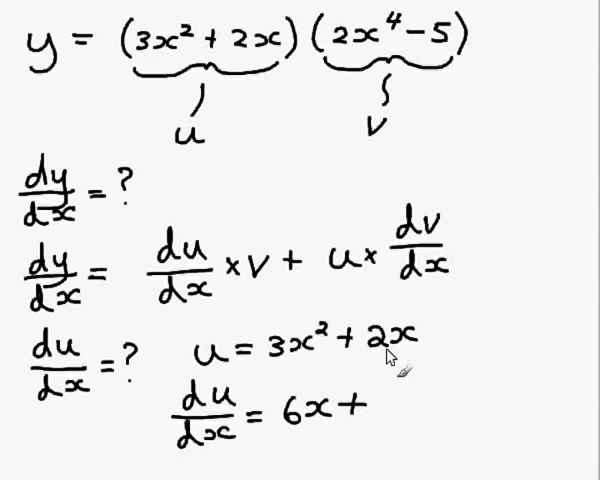 y = (3x² + 2x)(2x⁴ - 5)
u v
dy/dx = ?
dy/dx = du/dx × v + u × dv/dx
du/dx = ? u = 3x² + 2x
du/dx = 6x +